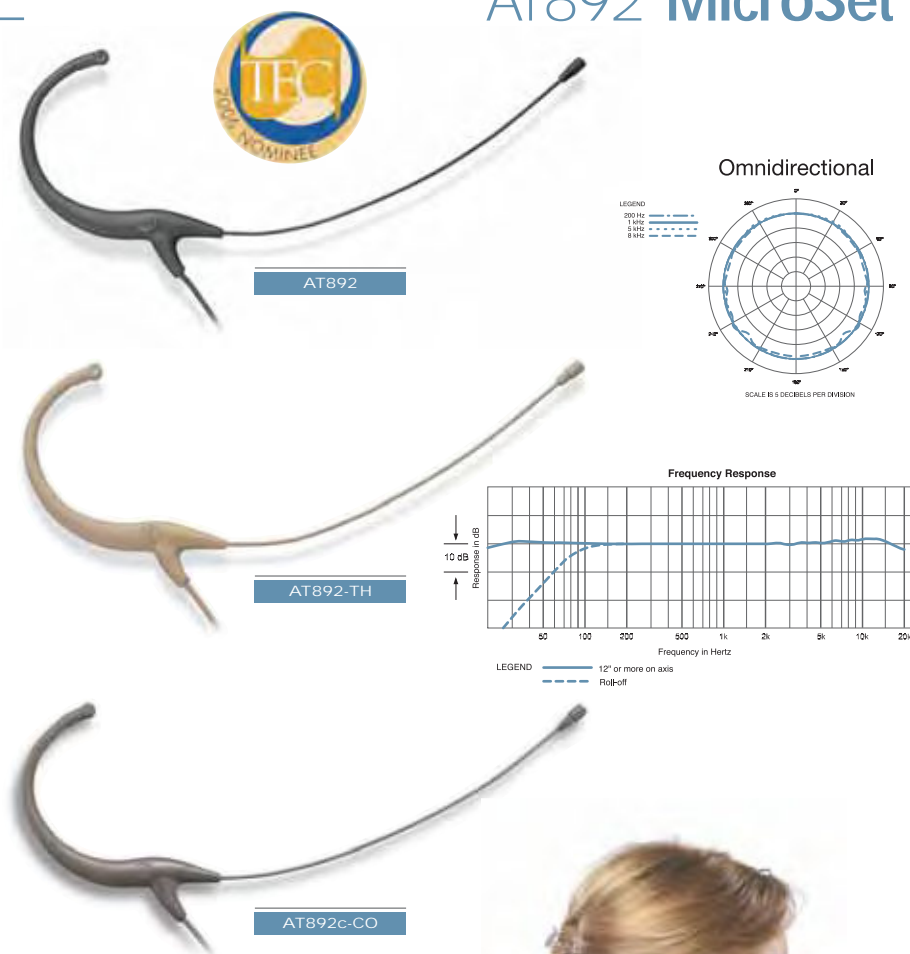 AT892 MicroSet
TEC
2004 NOMINEE
AT892
Omnidirectional
LEGEND
200 Hz
1 kHz
5 kHz
8 kHz
SCALE IS 5 DECIBELS PER DIVISION
AT892-TH
Frequency Response
10 dB
Response in dB
50 100 200 500 1k 2k 5k 10k 20k
Frequency in Hertz
LEGEND
12" or more on axis
Roll-off
AT892c-CO